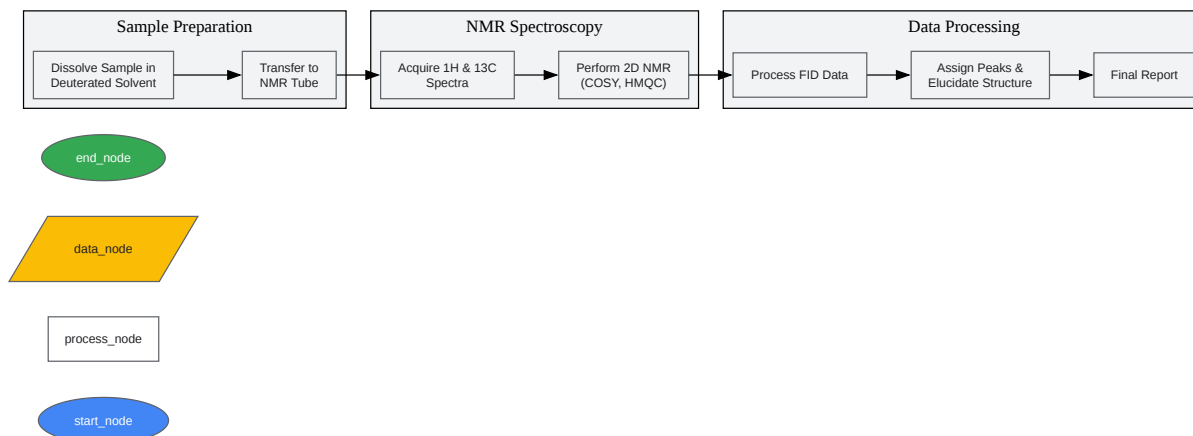 Sample Preparation
Dissolve Sample in
Deuterated Solvent
Transfer to
NMR Tube
NMR Spectroscopy
Acquire 1H & 13C
Spectra
Perform 2D NMR
(COSY, HMQC)
Data Processing
Process FID Data
Assign Peaks &
Elucidate Structure
Final Report
end_node
data_node
process_node
start_node